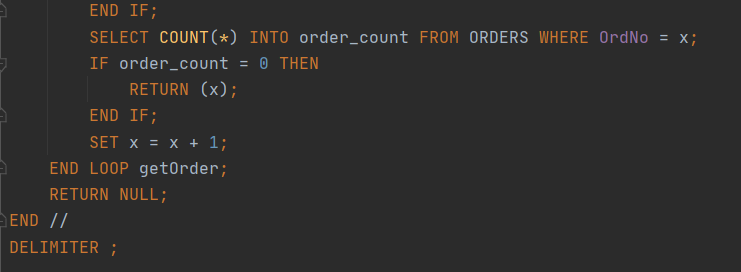 END IF;
SELECT COUNT(*) INTO order_count FROM ORDERS WHERE OrdNo = x;
IF order_count = 0 THEN
RETURN (x);
END IF;
SET x = x + 1;
END LOOP getOrder;
RETURN NULL;
END //
DELIMITER ;